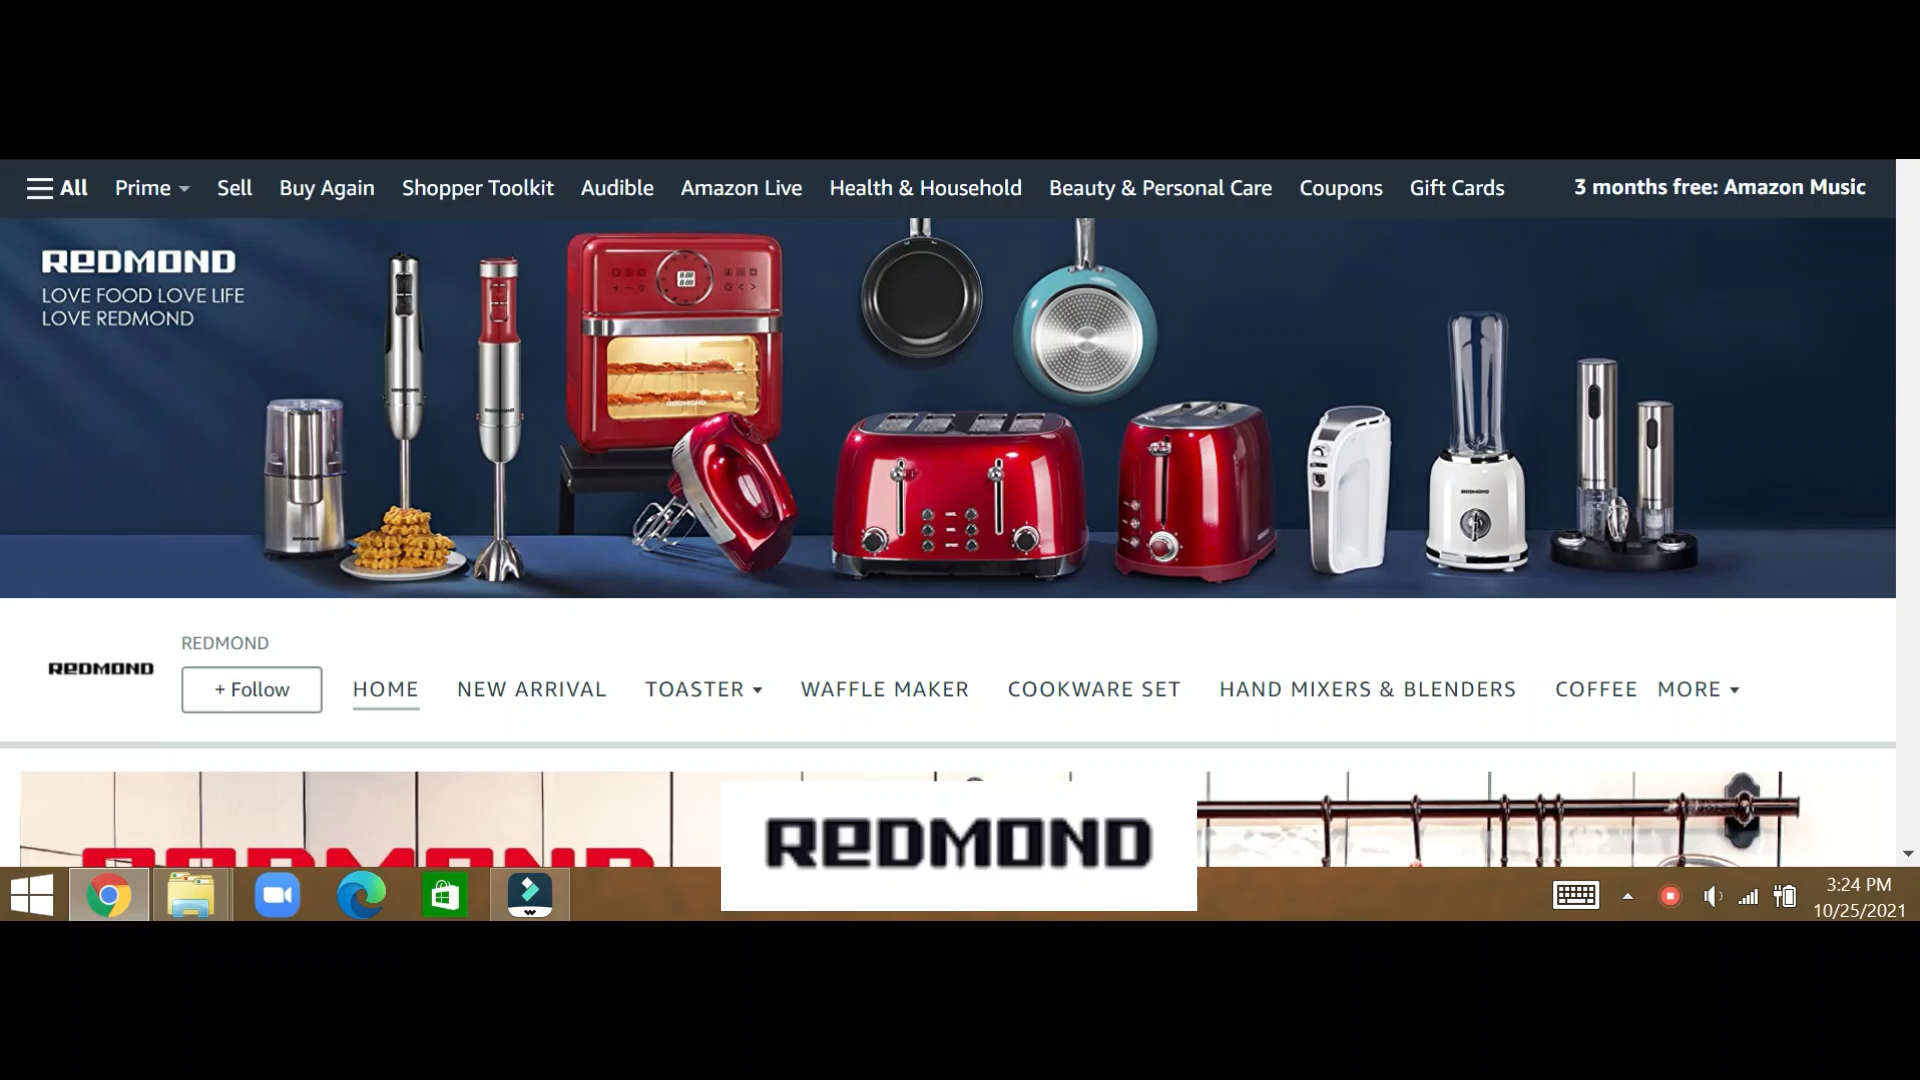 All Prime Sell Buy Again Shopper Toolkit Audible Amazon Live Health & Household Beauty & Personal Care Coupons Gift Cards 3 months free: Amazon Music
REDMOND
LOVE FOOD LOVE LIFE
LOVE REDMOND
REDMOND
REDMOND
+ Follow HOME NEW ARRIVAL TOASTER WAFFLE MAKER COOKWARE SET HAND MIXERS & BLENDERS COFFEE MORE
REDMOND
REDMOND
3:24 PM
10/25/2021